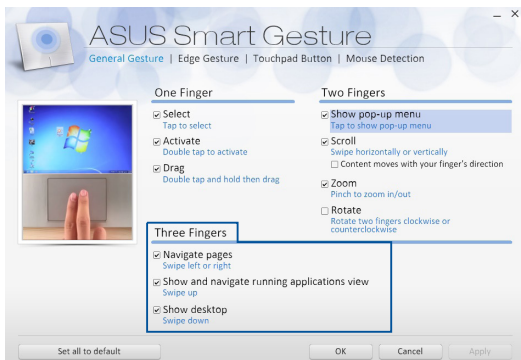 ASUS Smart Gesture
General Gesture | Edge Gesture | Touchpad Button | Mouse Detection
One Finger
Select
Tap to select
Activate
Double tap to activate
Drag
Double tap and hold then drag
Two Fingers
Show pop-up menu
Tap to show pop-up menu
Scroll
Swipe horizontally or vertically
Content moves with your finger's direction
Zoom
Pinch to zoom in/out
Rotate
Rotate two fingers clockwise or
counterclockwise
Three Fingers
Navigate pages
Swipe left or right
Show and navigate running applications view
Swipe up
Show desktop
Swipe down
Set all to default
OK
Cancel
Apply